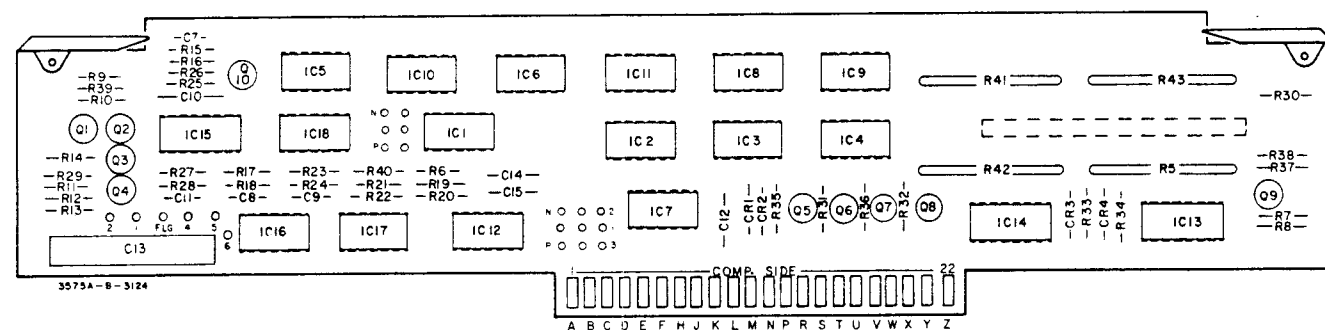 C7
R15
R16
R26
R25
C10
Q
10
IC5
IC10
IC6
IC11
IC8
IC9
R41
R43
R9
R39
R10
R30
Q1
Q2
IC15
IC18
N
P
IC1
IC2
IC3
IC4
R14
Q3
R29
R11
R12
R13
Q4
R27
R28
C11
R17
R18
C8
R23
R24
C9
R40
R21
R22
R6
R19
R20
C14
C15
R42
R5
R38
R37
Q9
R7
R8
IC7
C12
CR1
CR2
R35
Q5
R31
Q6
R36
Q7
R32
Q8
IC14
CR3
R33
CR4
R34
IC13
2 1 FLG 4 5
6
C13
IC16
IC17
IC12
N 2
1
P 3
3575A-B-3124
1 COMP. SIDE 22
A B C D E F H J K L M N P R S T U V W X Y Z